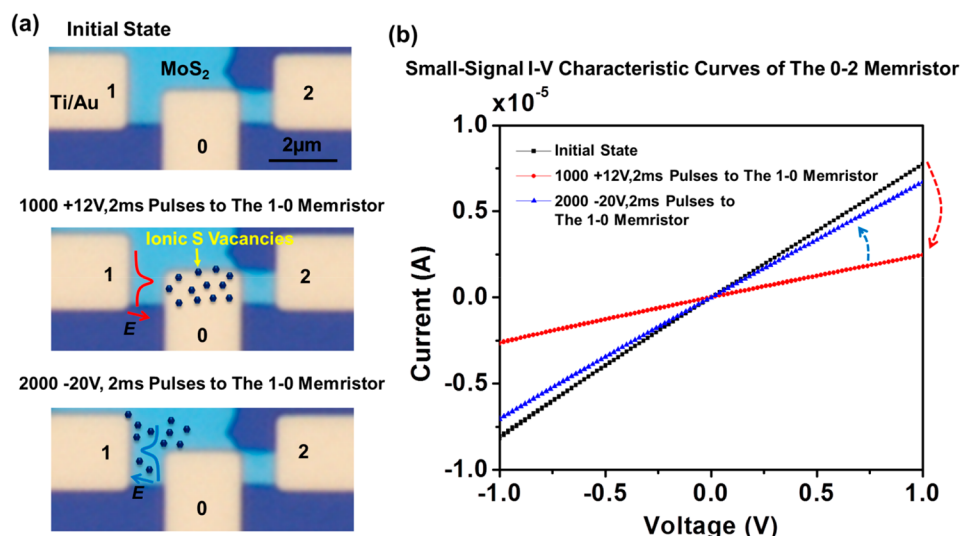 (a)
Initial State
MoS2
1
Ti/Au
2
0
2μm
1000 +12V,2ms Pulses to The 1-0 Memristor
Ionic S Vacancies
1
2
E
0
2000 -20V, 2ms Pulses to The 1-0 Memristor
1
2
E
0
(b)
Small-Signal I-V Characteristic Curves of The 0-2 Memristor
x10-5
1.0
0.5
0.0
-0.5
-1.0
Current (A)
Initial State
1000 +12V,2ms Pulses to The 1-0 Memristor
2000 -20V,2ms Pulses to
The 1-0 Memristor
-1.0
-0.5
0.0
0.5
1.0
Voltage (V)